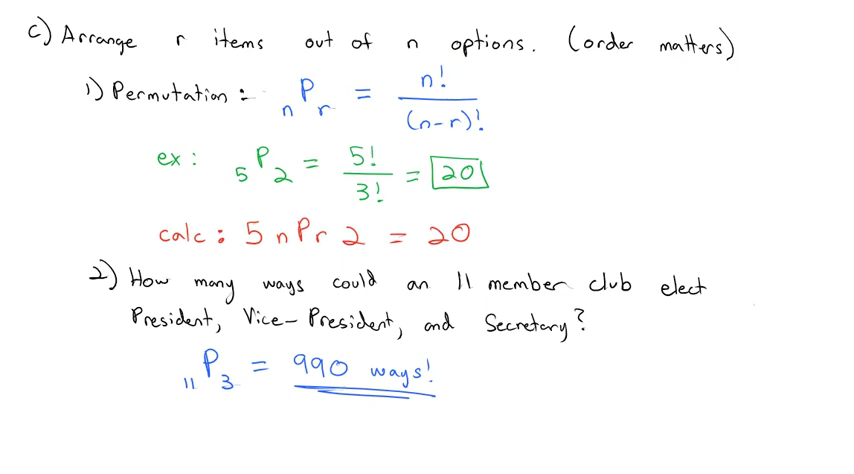 c) Arrange r items out of n options. (order matters)
1) Permutation: nPr = n! / (n-r)!
ex: 5P2 = 5! / 3! = 20
calc: 5 nPr 2 = 20
2) How many ways could an 11 member club elect
President, Vice-President, and Secretary?
11P3 = 990 ways!